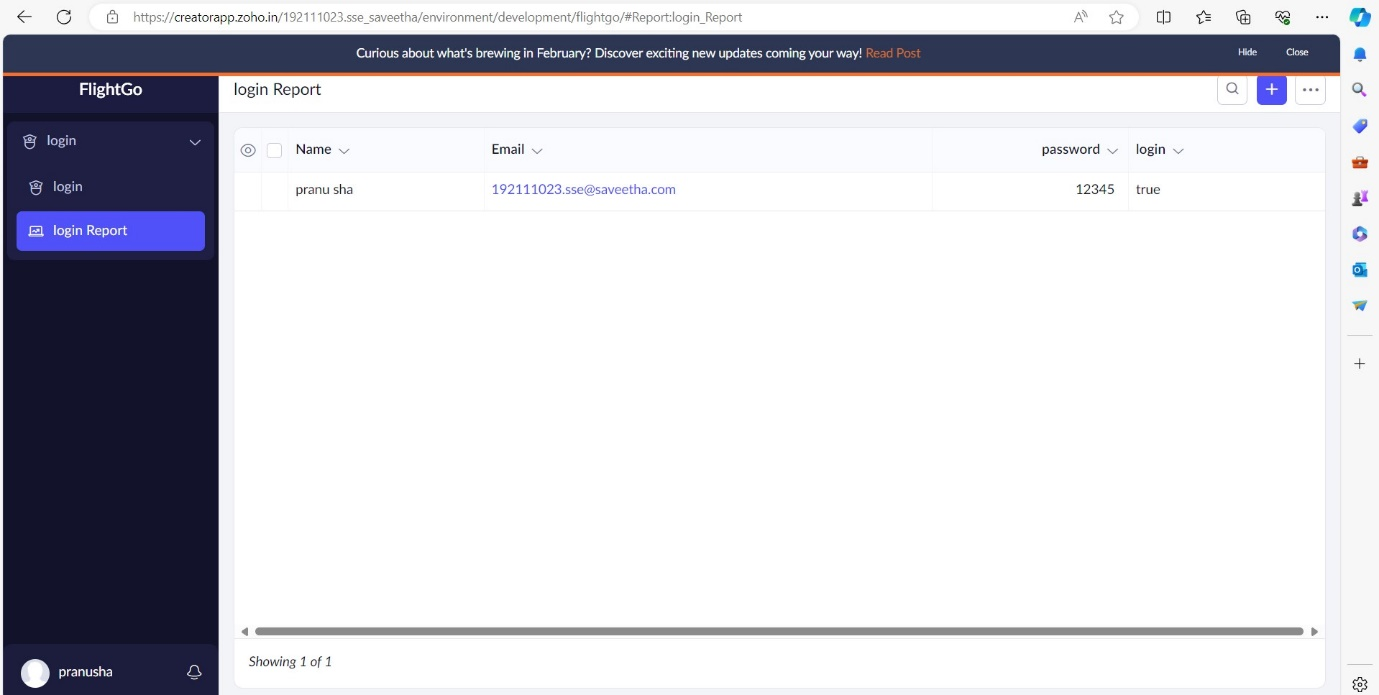 https://creatorapp.zoho.in/192111023.sse_saveetha/environment/development/flightgo/#Report:login_Report
Curious about what's brewing in February? Discover exciting new updates coming your way! Read Post
Hide
Close
FlightGo
login Report
login
Name
Email
password
login
login
pranu sha
192111023.sse@saveetha.com
12345
true
login Report
Showing 1 of 1
pranusha